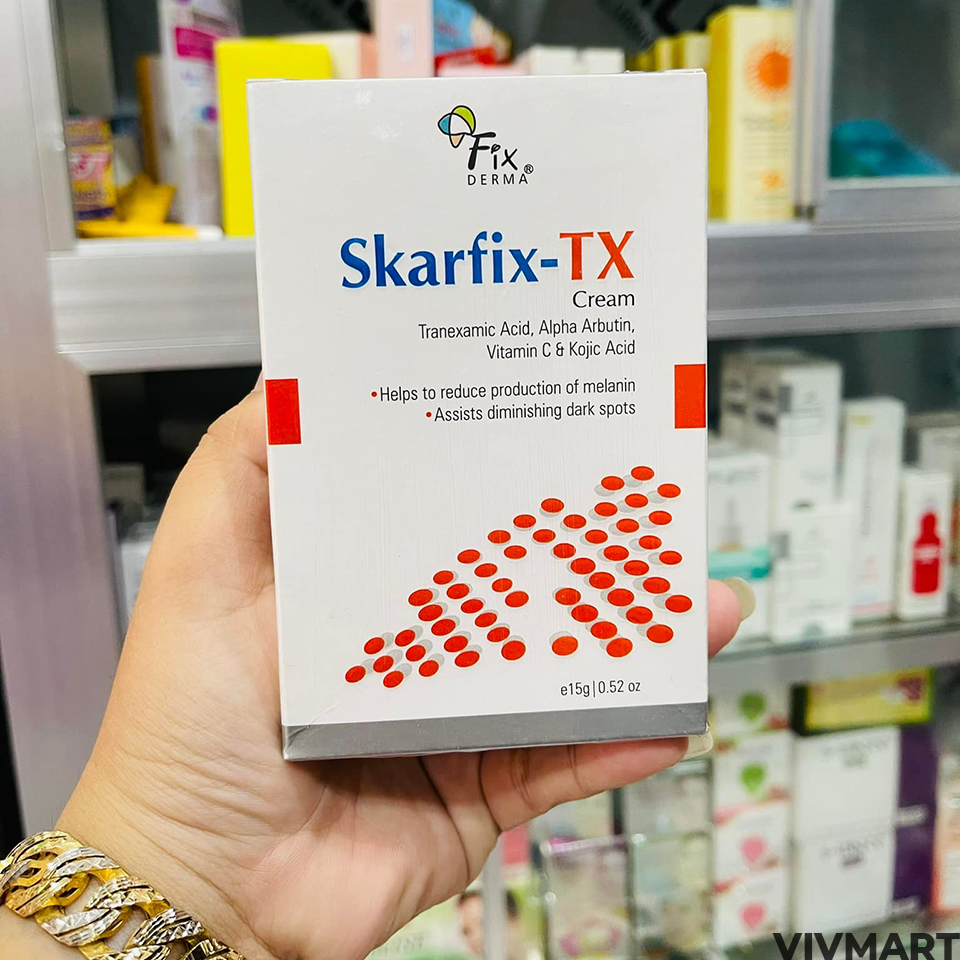 Fix®
DERMA
Skarfix-TX
Cream
Tranexamic Acid, Alpha Arbutin,
Vitamin C & Kojic Acid
•Helps to reduce production of melanin
•Assists diminishing dark spots
e15g|0.52 oz
VIVMART